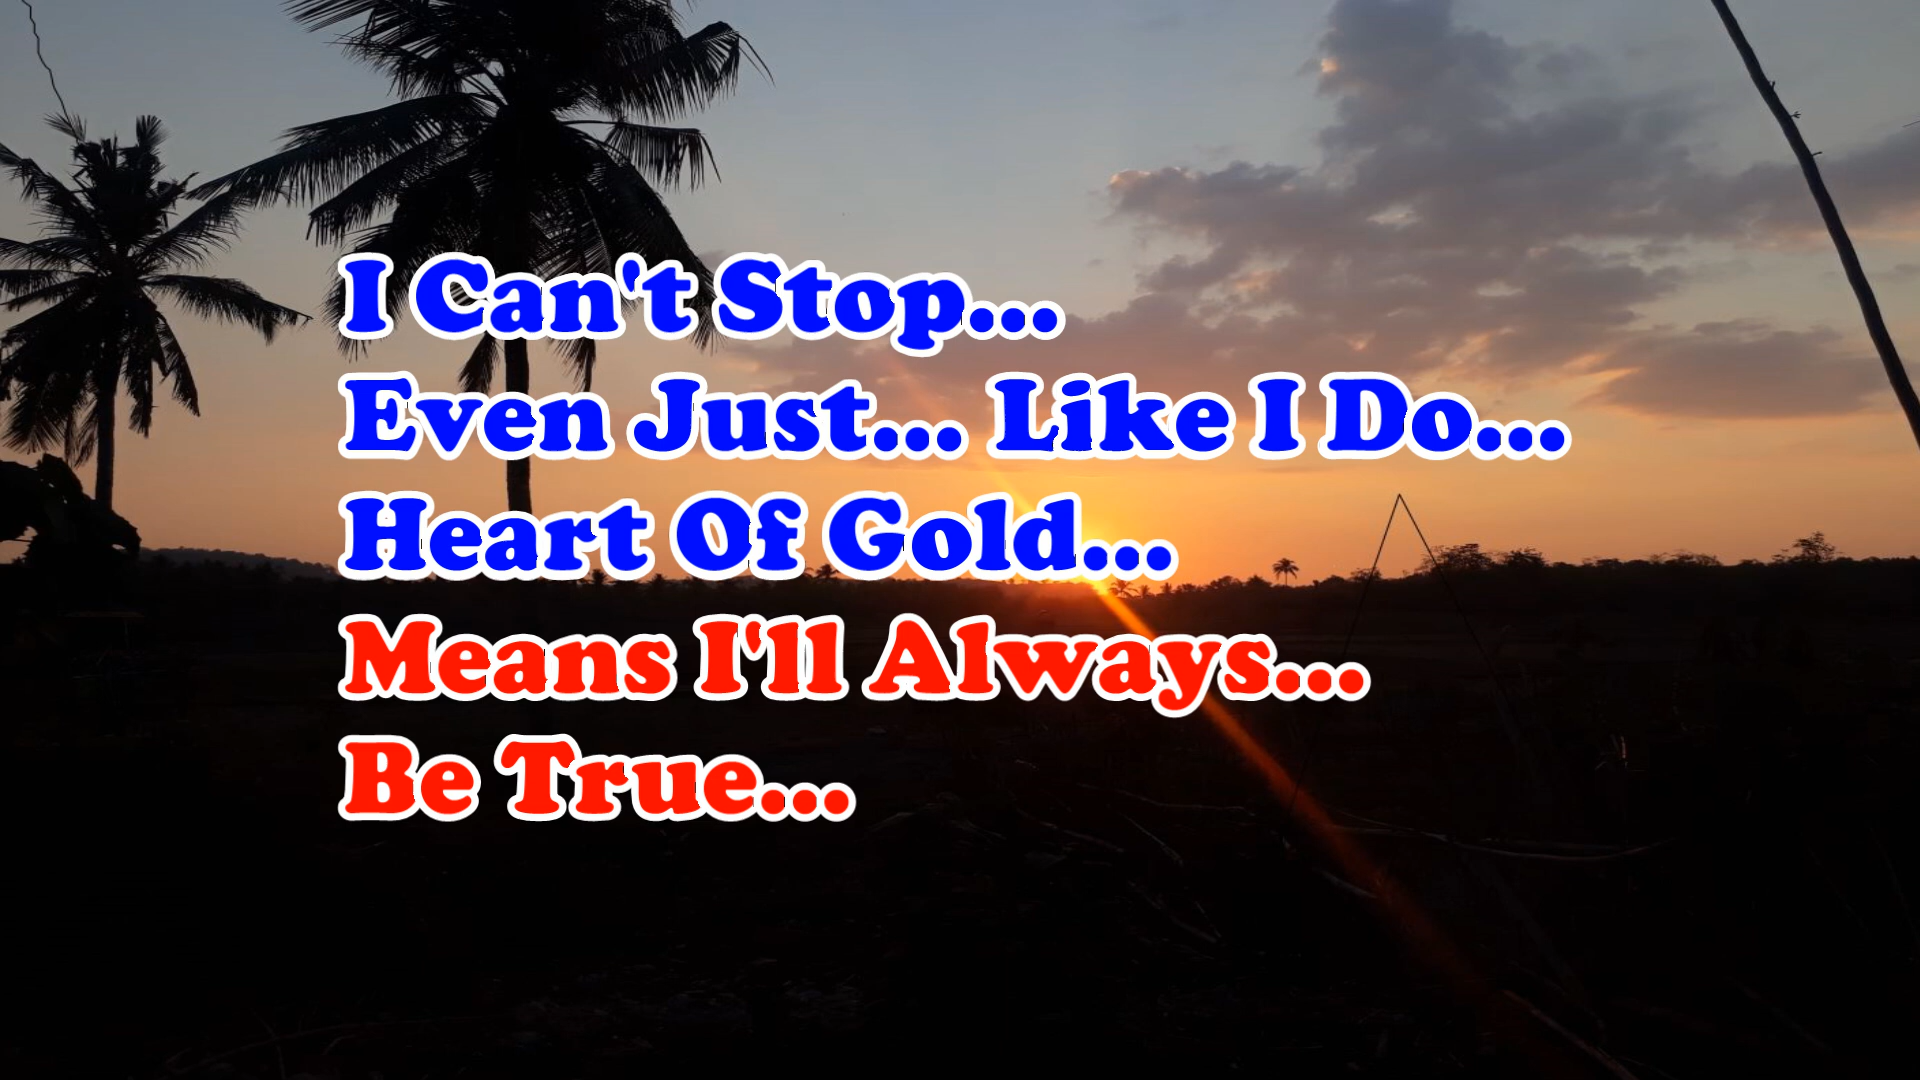 I Can't Stop...
Even Just... Like I Do...
Heart Of Gold...
Means I'll Always...
Be True...